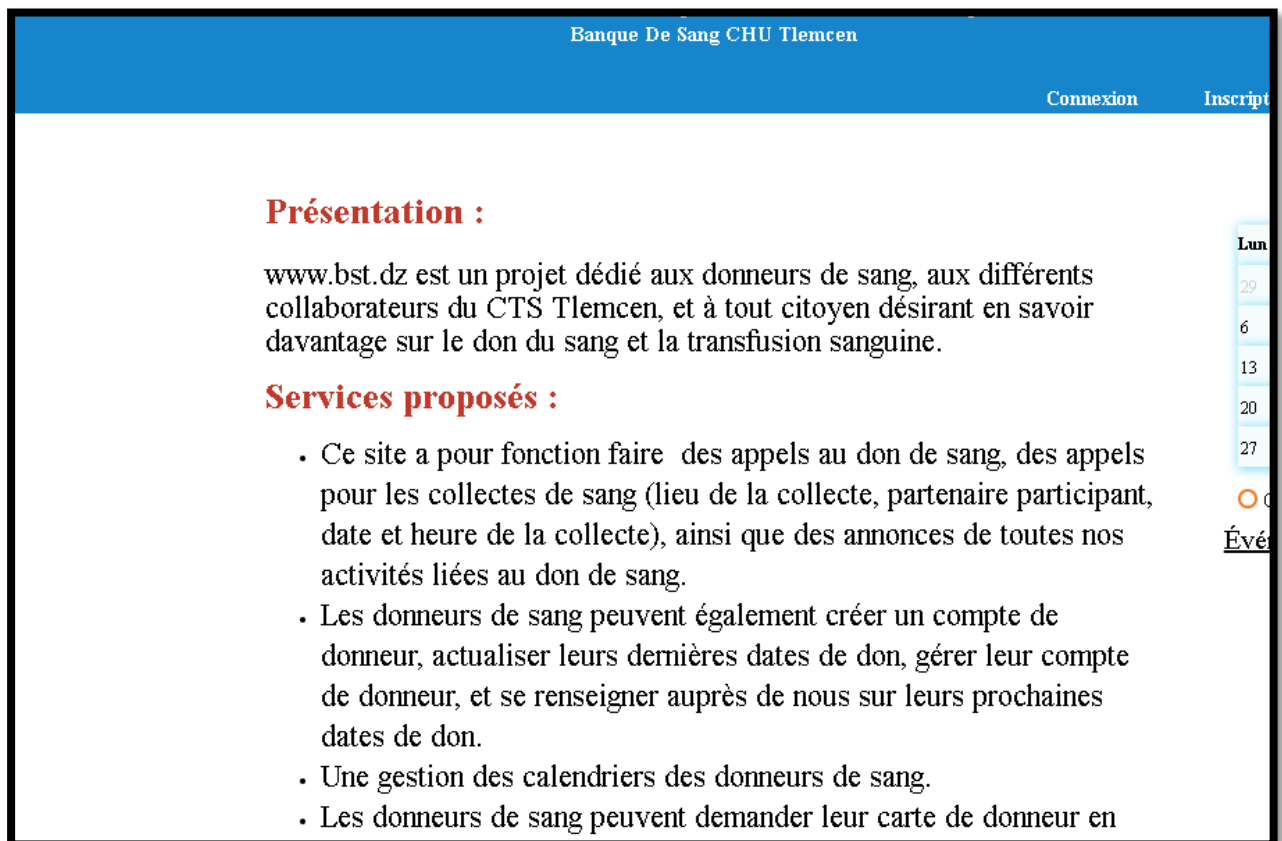 Banque De Sang CHU Tlemcen
Connexion
Présentation :
www.bst.dz est un projet dédié aux donneurs de sang, aux différents
collaborateurs du CTS Tlemcen, et à tout citoyen désirant en savoir
davantage sur le don du sang et la transfusion sanguine.
Services proposés :
• Ce site a pour fonction faire  des appels au don de sang, des appels
pour les collectes de sang (lieu de la collecte, partenaire participant,
date et heure de la collecte), ainsi que des annonces de toutes nos
activités liées au don de sang.
• Les donneurs de sang peuvent également créer un compte de
donneur, actualiser leurs dernières dates de don, gérer leur compte
de donneur, et se renseigner auprès de nous sur leurs prochaines
dates de don.
• Une gestion des calendriers des donneurs de sang.
• Les donneurs de sang peuvent demander leur carte de donneur en
Lun
29
6
13
20
27